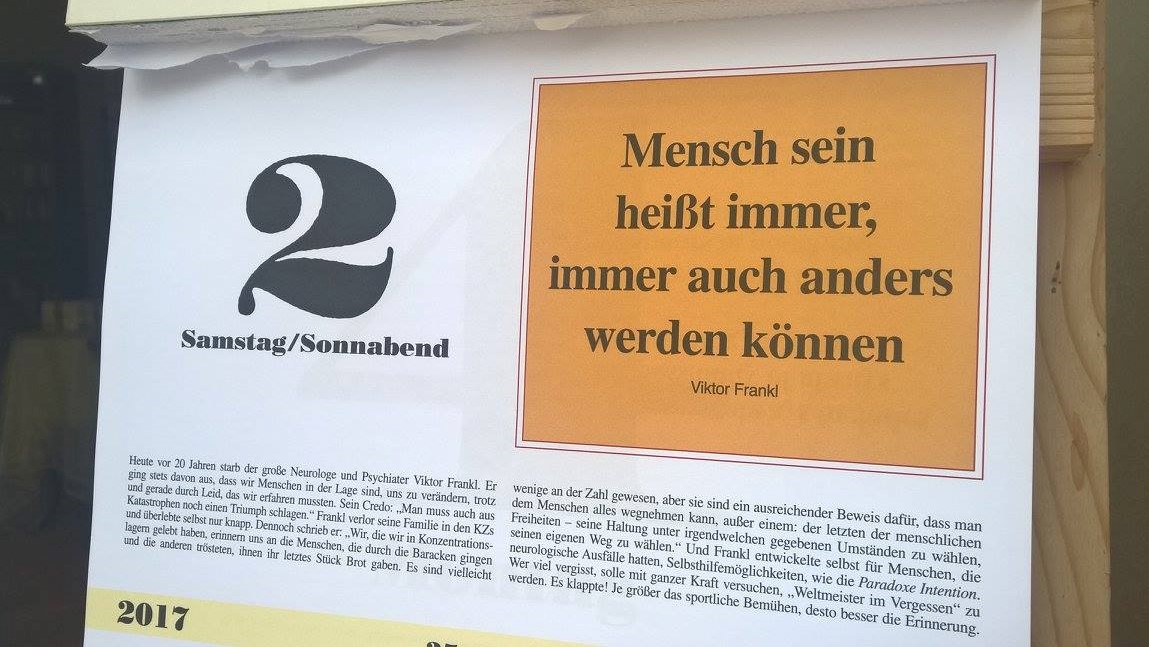 2
Samstag/Sonnabend
Mensch sein
heißt immer,
immer auch anders
werden können
Viktor Frankl
Heute vor 20 Jahren starb der große Neurologe und Psychiater Viktor Frankl. Er
ging stets davon aus, dass wir Menschen in der Lage sind, uns zu verändern, trotz
und gerade durch Leid, das wir erfahren mussten. Sein Credo: „Man muss auch aus
Katastrophen noch einen Triumph schlagen.“ Frankl verlor seine Familie in den KZs
und überlebte selbst nur knapp. Dennoch schrieb er: „Wir, die wir in Konzentrations-
lagern gelebt haben, erinnern uns an die Menschen, die durch die Baracken gingen
und die anderen trösteten, ihnen ihr letztes Stück Brot gaben. Es sind vielleicht
wenige an der Zahl gewesen, aber sie sind ein ausreichender Beweis dafür, dass man
dem Menschen alles wegnehmen kann, außer einem: der letzten der menschlichen
Freiheiten – seine Haltung unter irgendwelchen gegebenen Umständen zu wählen,
seinen eigenen Weg zu wählen.“ Und Frankl entwickelte selbst für Menschen, die
neurologische Ausfälle hatten, Selbsthilfemöglichkeiten, wie die Paradoxe Intention.
Wer viel vergisst, solle mit ganzer Kraft versuchen, „Weltmeister im Vergessen“ zu
werden. Es klappte! Je größer das sportliche Bemühen, desto besser die Erinnerung.
2017